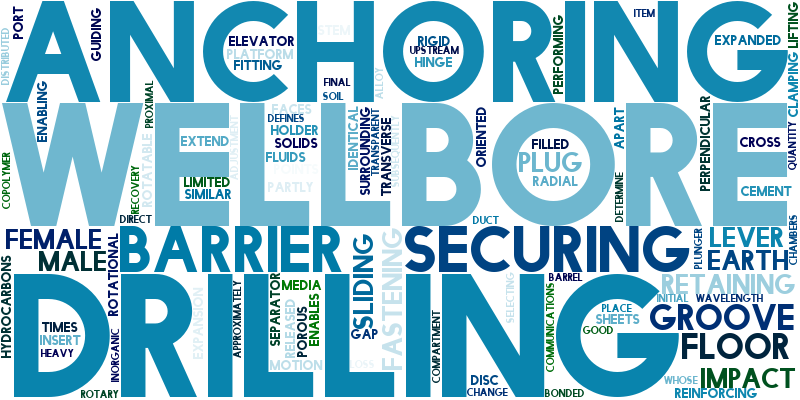 ANCHORING
DISTRIBUTED
PORT
GUIDING
ELEVATOR
PLATFORM
FITTING
STEM
FINAL
SOIL
ALLOY
RIGID
UPSTREAM
HINGE
PERFORMING
ITEM
EXPANDED
LIFTING
CLAMPING
WELLBORE
ENABLING
PROXIMAL
ROTATABLE
COPOLYMER
RECOVERY
EXTEND
LIMITED
SIMILAR
DIRECT
ADJUSTMENT
FACES
DEFINES
HOLDER
SOLIDS
FLUIDS
POINTS
PARTLY
IDENTICAL
SURROUNDING
TRANSPARENT
TRANSVERSE
SUBSEQUENTLY
ORIENTED
FILLED
PLUG
RADIAL
APART
DETERMINE
PERPENDICULAR
CROSS
QUANTITY
CEMENT
DUCT
CHAMBERS
FEMALE
MALE
ROTATIONAL
BARRIER
SLIDING
FASTENING
SECURING
PLUNGER
LEVER
EARTH
HYDROCARBONS
DRILLING
TIMES
INSERT
HEAVY
INORGANIC
ROTARY
EXPANSION
APPROXIMATELY
SEPARATOR
MEDIA
RELEASED
POROUS
ENABLES
MOTION
GAP
LOSS
COMPARTMENT
DISC
CHANGE
SELECTING
BARREL
COMMUNICATIONS
BONDED
PLACE
SHEETS
GOOD
RETAINING
INITIAL
WAVELENGTH
GROOVE
FLOOR
WHOSE
IMPACT
REINFORCING